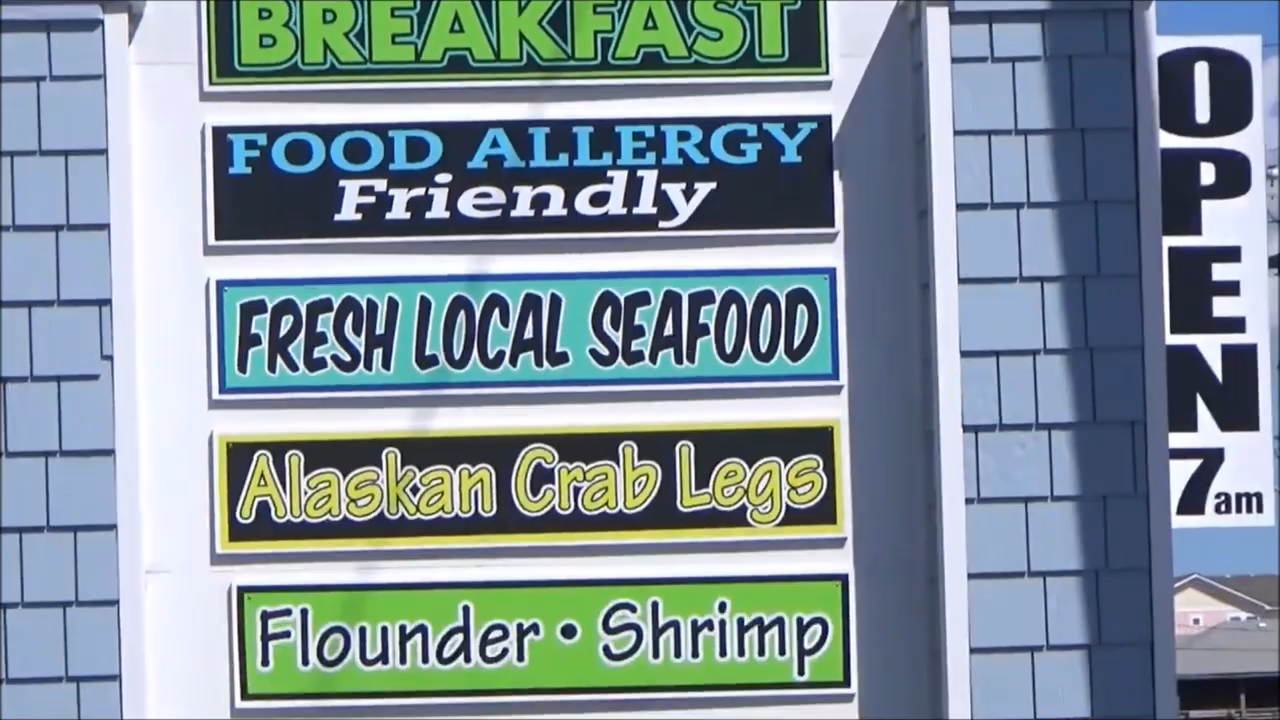 BREAKFAST
FOOD ALLERGY
Friendly
FRESH LOCAL SEAFOOD
Alaskan Crab Legs
Flounder • Shrimp
OPEN
7am